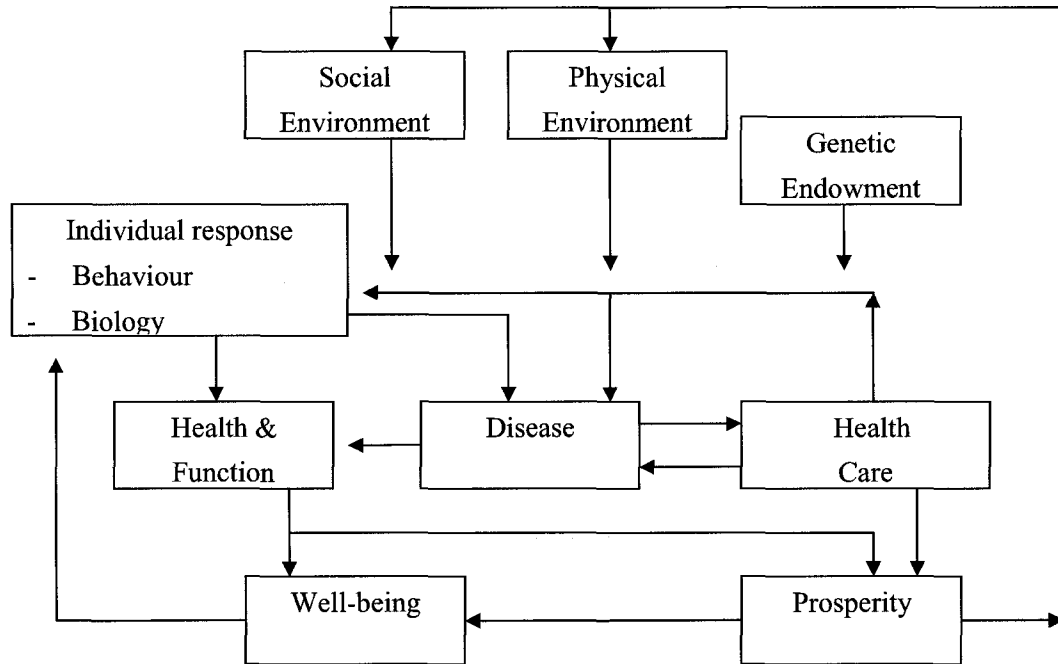 Social
Environment
Physical
Environment
Genetic
Endowment
Individual response
- Behaviour
- Biology
Health &
Function
Disease
Health
Care
Well-being
Prosperity